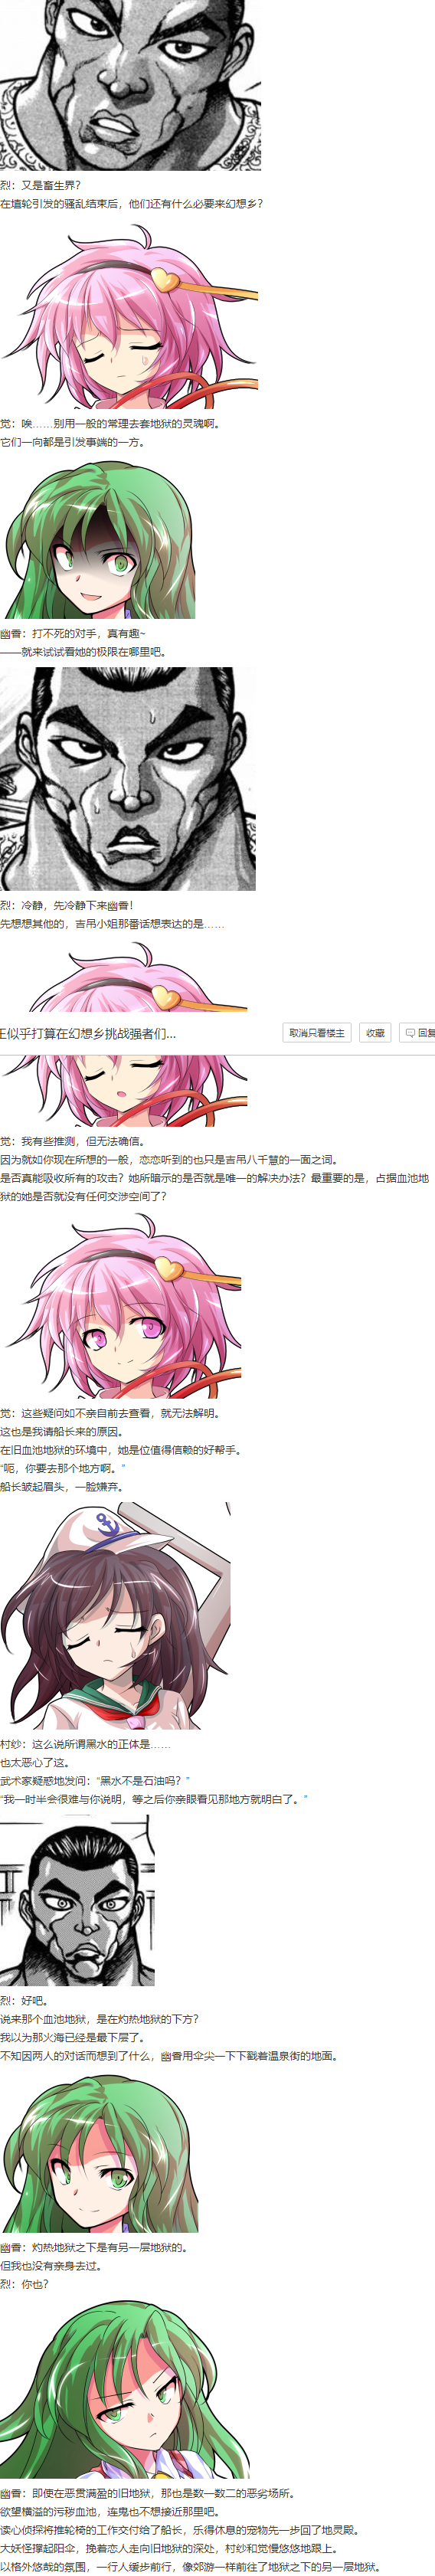 烈：又是畜生界？
在埴轮引发的骚乱结束后，他们还有什么必要来幻想乡？
觉：唉……别用一般的常理去套地狱的灵魂啊。
它们一向都是引发事端的一方。
幽香：打不死的对手，真有趣~
——就来试试看她的极限在哪里吧。
烈：冷静，先冷静下来幽香！
先想想其他的，吉吊小姐那番话想表达的是……
王似乎打算在幻想乡挑战强者们...
取消只看楼主
收藏
回复
觉：我有些推测，但无法确信。
因为就如你现在所想的一般，恋恋听到的也只是吉吊八千慧的一面之词。
是否真能吸收所有的攻击？她所暗示的是否就是唯一的解决办法？最重要的是，占据血池地
狱的她是否就没有任何交涉空间了？
觉：这些疑问如不亲自前去查看，就无法解明。
这也是我请船长来的原因。
在旧血池地狱的环境中，她是位值得信赖的好帮手。
“呃，你要去那个地方啊。”
船长皱起眉头，一脸嫌弃。
村纱：这么说所谓黑水的正体是……
也太恶心了这。
武术家疑惑地发问：“黑水不是石油吗？”
“我一时半会很难与你说明，等之后你亲眼看见那地方就明白了。”
烈：好吧。
说来那个血池地狱，是在灼热地狱的下方？
我以为那火海已经是最下层了。
不知因两人的对话而想到了什么，幽香用伞尖一下下戳着温泉街的地面。
幽香：灼热地狱之下是有另一层地狱的。
但我也没有亲身去过。
烈：你也？
幽香：即使在恶贯满盈的旧地狱，那也是数一数二的恶劣场所。
欲望横溢的污秽血池，连鬼也不想接近那里吧。
读心侦探将推轮椅的工作交付给了船长，乐得休息的宠物先一步回了地灵殿。
大妖怪撑起阳伞，挽着恋人走向旧地狱的深处，村纱和觉慢悠悠地跟上。
以格外悠哉的氛围，一行人缓步前行，像郊游一样前往了地狱之下的另一层地狱。